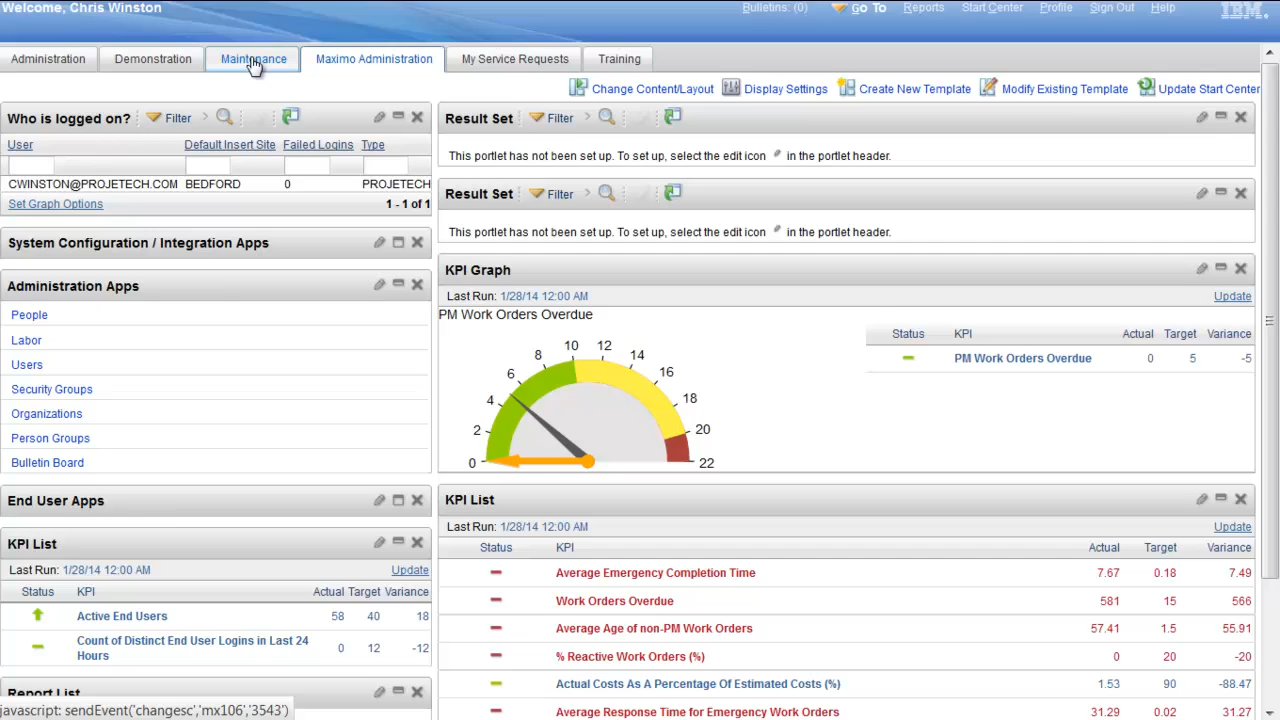 Welcome, Chris Winston
Bulletins: (0) Go To Reports Start Center Profile Sign Out Help IBM.
Administration Demonstration Maintenance Maximo Administration My Service Requests Training
Change Content/Layout Display Settings Create New Template Modify Existing Template Update Start Center
Who is logged on? Filter
User Default Insert Site Failed Logins Type
CWINSTON@PROJETECH.COM BEDFORD 0 PROJETECH
Set Graph Options 1 - 1 of 1
System Configuration / Integration Apps
Administration Apps
People
Labor
Users
Security Groups
Organizations
Person Groups
Bulletin Board
End User Apps
KPI List
Last Run: 1/28/14 12:00 AM Update
Status KPI Actual Target Variance
Active End Users 58 40 18
Count of Distinct End User Logins in Last 24
Hours 0 12 -12
Report List
javascript: sendEvent('changesc','mx106','3543')
Result Set Filter
This portlet has not been set up. To set up, select the edit icon in the portlet header.
Result Set Filter
This portlet has not been set up. To set up, select the edit icon in the portlet header.
KPI Graph
Last Run: 1/28/14 12:00 AM Update
PM Work Orders Overdue
0 2 4 6 8 10 12 14 16 18 20 22
Status KPI Actual Target Variance
PM Work Orders Overdue 0 5 -5
KPI List
Last Run: 1/28/14 12:00 AM Update
Status KPI Actual Target Variance
Average Emergency Completion Time 7.67 0.18 7.49
Work Orders Overdue 581 15 566
Average Age of non-PM Work Orders 57.41 1.5 55.91
% Reactive Work Orders (%) 0 20 -20
Actual Costs As A Percentage Of Estimated Costs (%) 1.53 90 -88.47
Average Response Time for Emergency Work Orders 31.29 0.02 31.27